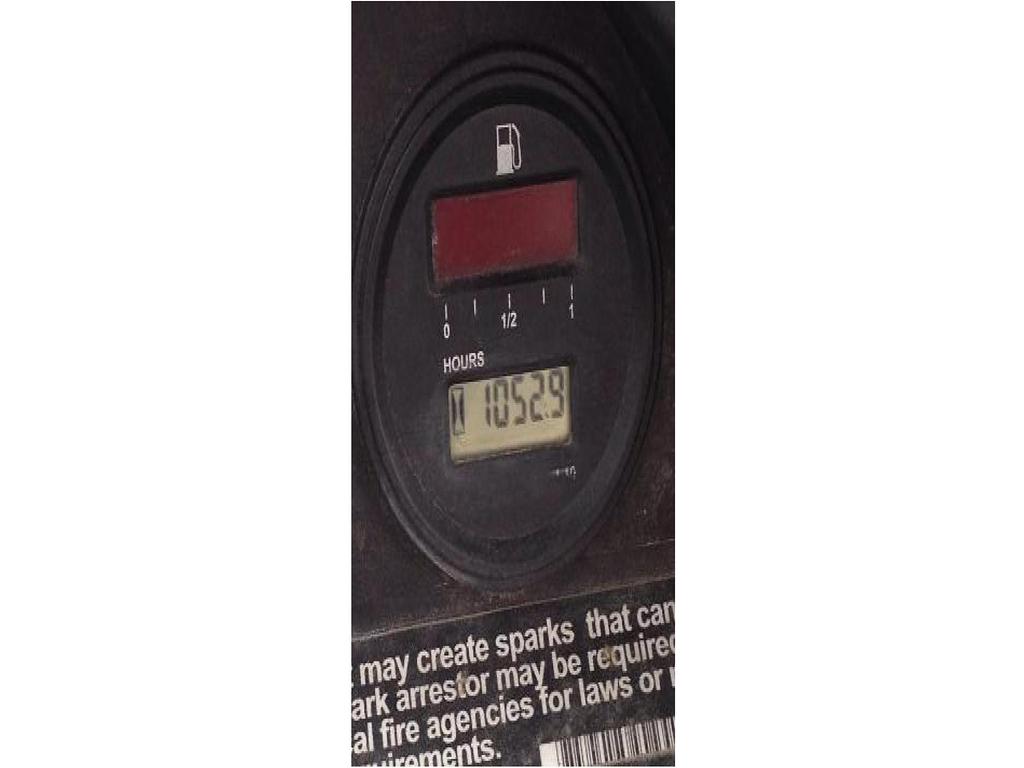 0 1/2 1
HOURS
1052.9
may create sparks that can
ark arrestor may be required
al fire agencies for laws or
uirements.